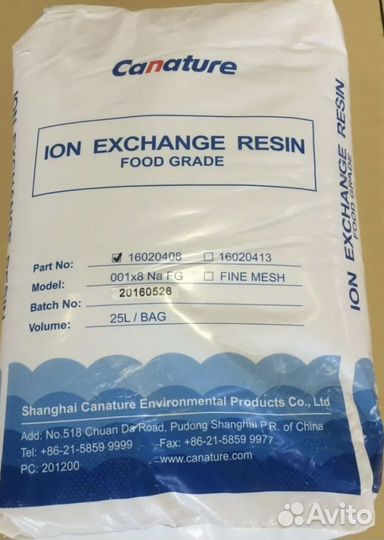 Canature
ION EXCHANGE RESIN
FOOD GRADE
Part No: ✓ 16020408 ☐ 16020413
Model: 001x8 Na FG ☐ FINE MESH
Batch No: 20160526
Volume: 25L / BAG
Shanghai Canature Environmental Products Co., Ltd
Add: No.518 Chuan Da Road, Pudong Shanghai P.R. of China
Tel: +86-21-5859 9999 Fax: +86-21-5859 9977
PC: 201200 www.canature.com
ION EXCHANGE RESIN
FOOD GRADE
Avito